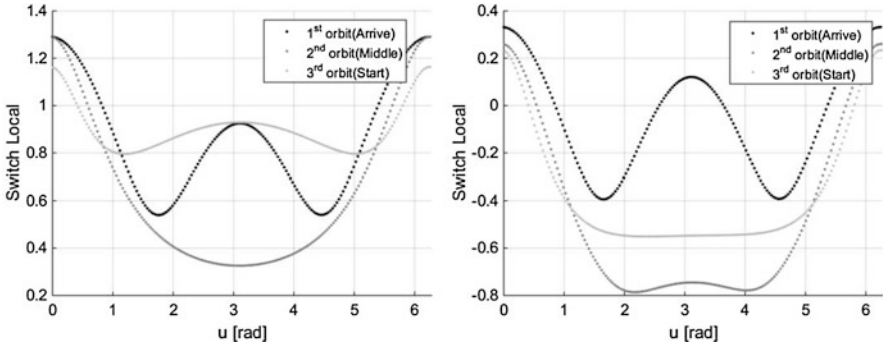 1.4
1.2
1
0.8
0.6
0.4
0.2
Switch Local
0 1 2 3 4 5 6
u [rad]
1st orbit(Arrive)
2nd orbit(Middle)
3rd orbit(Start)
0.4
0.2
0
-0.2
-0.4
-0.6
-0.8
Switch Local
0 1 2 3 4 5 6
u [rad]
1st orbit(Arrive)
2nd orbit(Middle)
3rd orbit(Start)